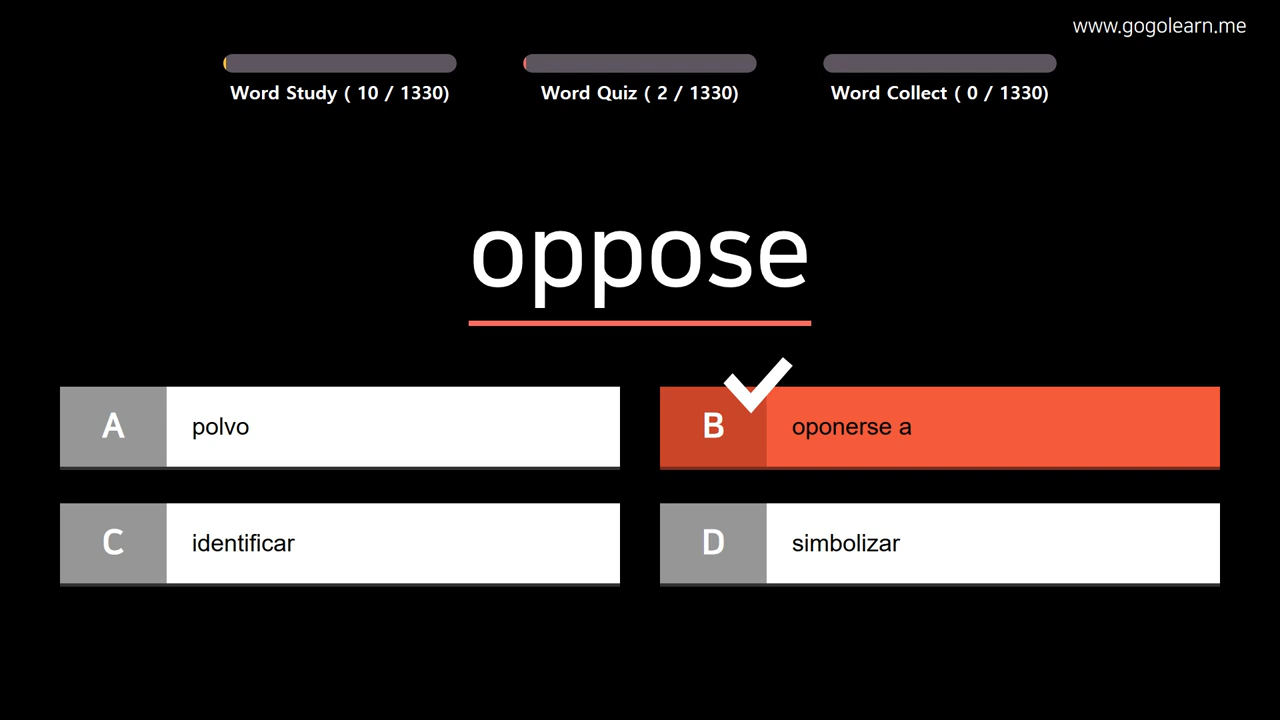 www.gogolearn.me
Word Study ( 10 / 1330)
Word Quiz ( 2 / 1330)
Word Collect ( 0 / 1330)
oppose
A polvo
B oponerse a
C identificar
D simbolizar